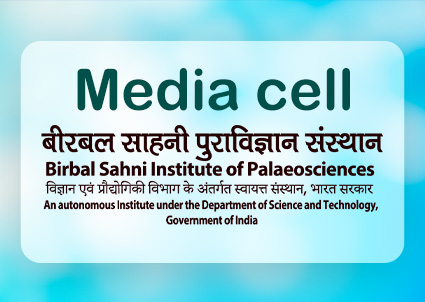 Media cell
बीरबल साहनी पुराविज्ञान संस्थान
Birbal Sahni Institute of Palaeosciences
विज्ञान एवं प्रौद्योगिकी विभाग के अंतर्गत स्वायत्त संस्थान, भारत सरकार
An autonomous Institute under the Department of Science and Technology,
Government of India